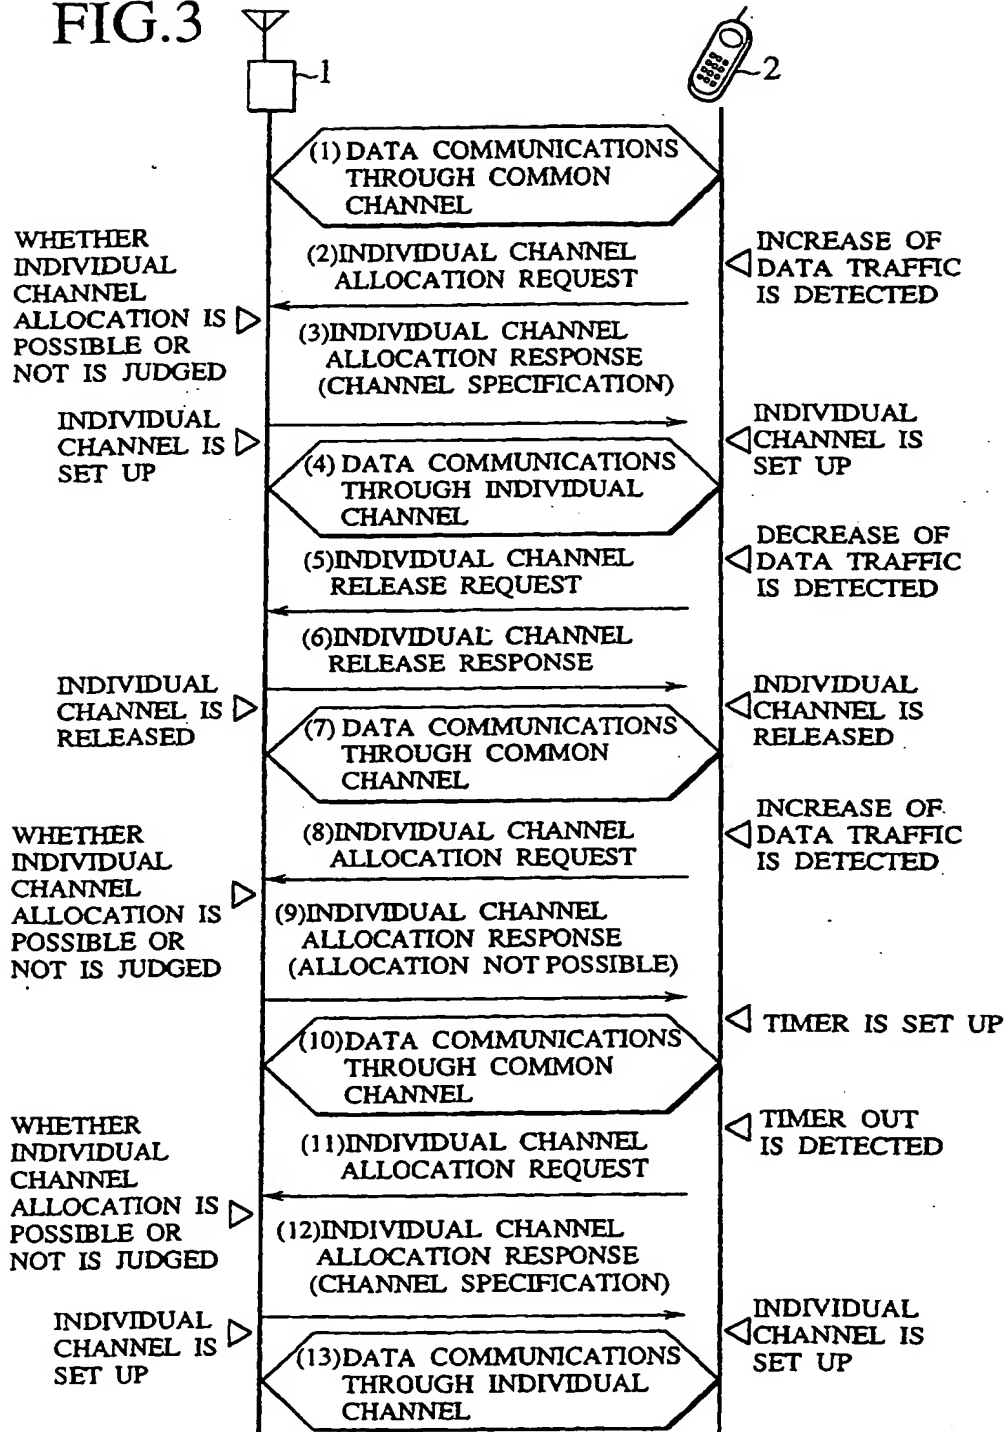 FIG.3
1
2
(1) DATA COMMUNICATIONS
THROUGH COMMON
CHANNEL
WHETHER
INDIVIDUAL
CHANNEL
ALLOCATION IS
POSSIBLE OR
NOT IS JUDGED
(2)INDIVIDUAL CHANNEL
ALLOCATION REQUEST
INCREASE OF
DATA TRAFFIC
IS DETECTED
(3)INDIVIDUAL CHANNEL
ALLOCATION RESPONSE
(CHANNEL SPECIFICATION)
INDIVIDUAL
CHANNEL IS
SET UP
INDIVIDUAL
CHANNEL IS
SET UP
(4) DATA COMMUNICATIONS
THROUGH INDIVIDUAL
CHANNEL
(5)INDIVIDUAL CHANNEL
RELEASE REQUEST
DECREASE OF
DATA TRAFFIC
IS DETECTED
(6)INDIVIDUAL CHANNEL
RELEASE RESPONSE
INDIVIDUAL
CHANNEL IS
RELEASED
INDIVIDUAL
CHANNEL IS
RELEASED
(7) DATA COMMUNICATIONS
THROUGH COMMON
CHANNEL
(8)INDIVIDUAL CHANNEL
ALLOCATION REQUEST
INCREASE OF
DATA TRAFFIC
IS DETECTED
WHETHER
INDIVIDUAL
CHANNEL
ALLOCATION IS
POSSIBLE OR
NOT IS JUDGED
(9)INDIVIDUAL CHANNEL
ALLOCATION RESPONSE
(ALLOCATION NOT POSSIBLE)
TIMER IS SET UP
(10)DATA COMMUNICATIONS
THROUGH COMMON
CHANNEL
TIMER OUT
IS DETECTED
WHETHER
INDIVIDUAL
CHANNEL
ALLOCATION IS
POSSIBLE OR
NOT IS JUDGED
(11)INDIVIDUAL CHANNEL
ALLOCATION REQUEST
(12)INDIVIDUAL CHANNEL
ALLOCATION RESPONSE
(CHANNEL SPECIFICATION)
INDIVIDUAL
CHANNEL IS
SET UP
INDIVIDUAL
CHANNEL IS
SET UP
(13)DATA COMMUNICATIONS
THROUGH INDIVIDUAL
CHANNEL